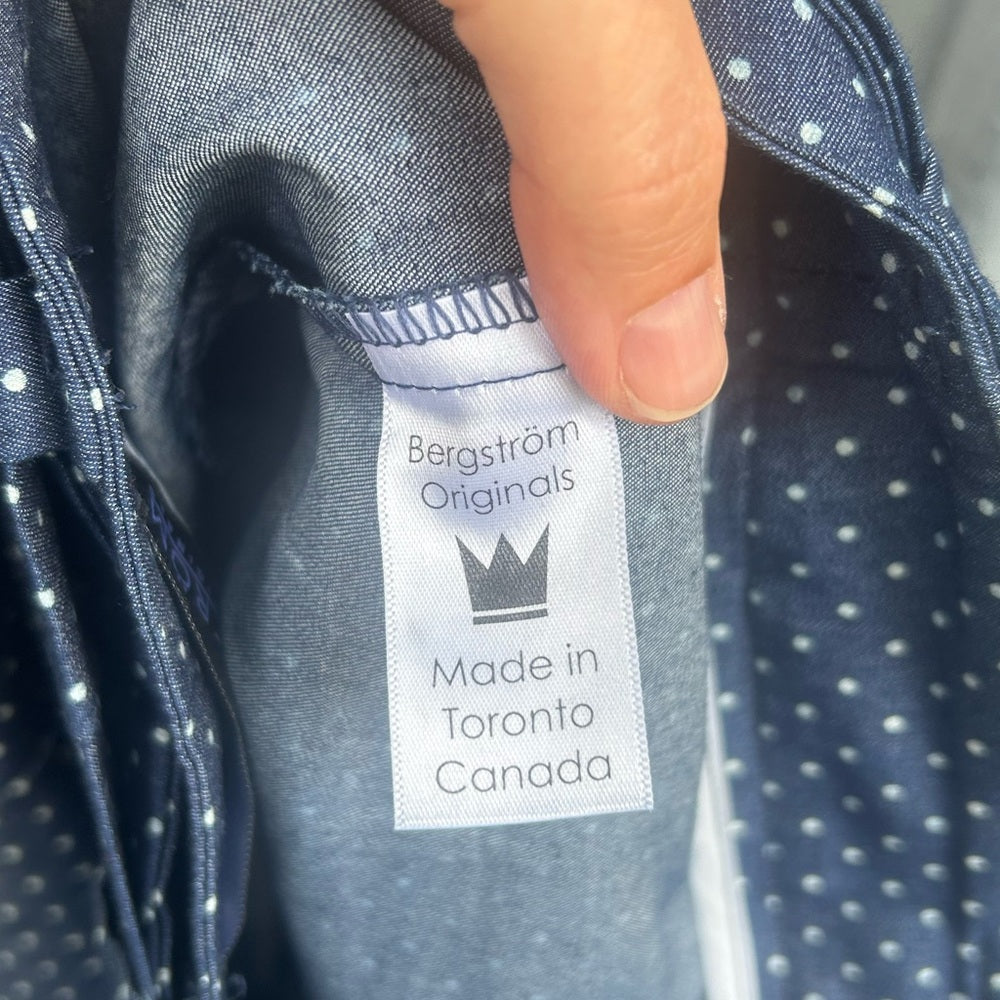 Bergström
Originals
Made in
Toronto
Canada